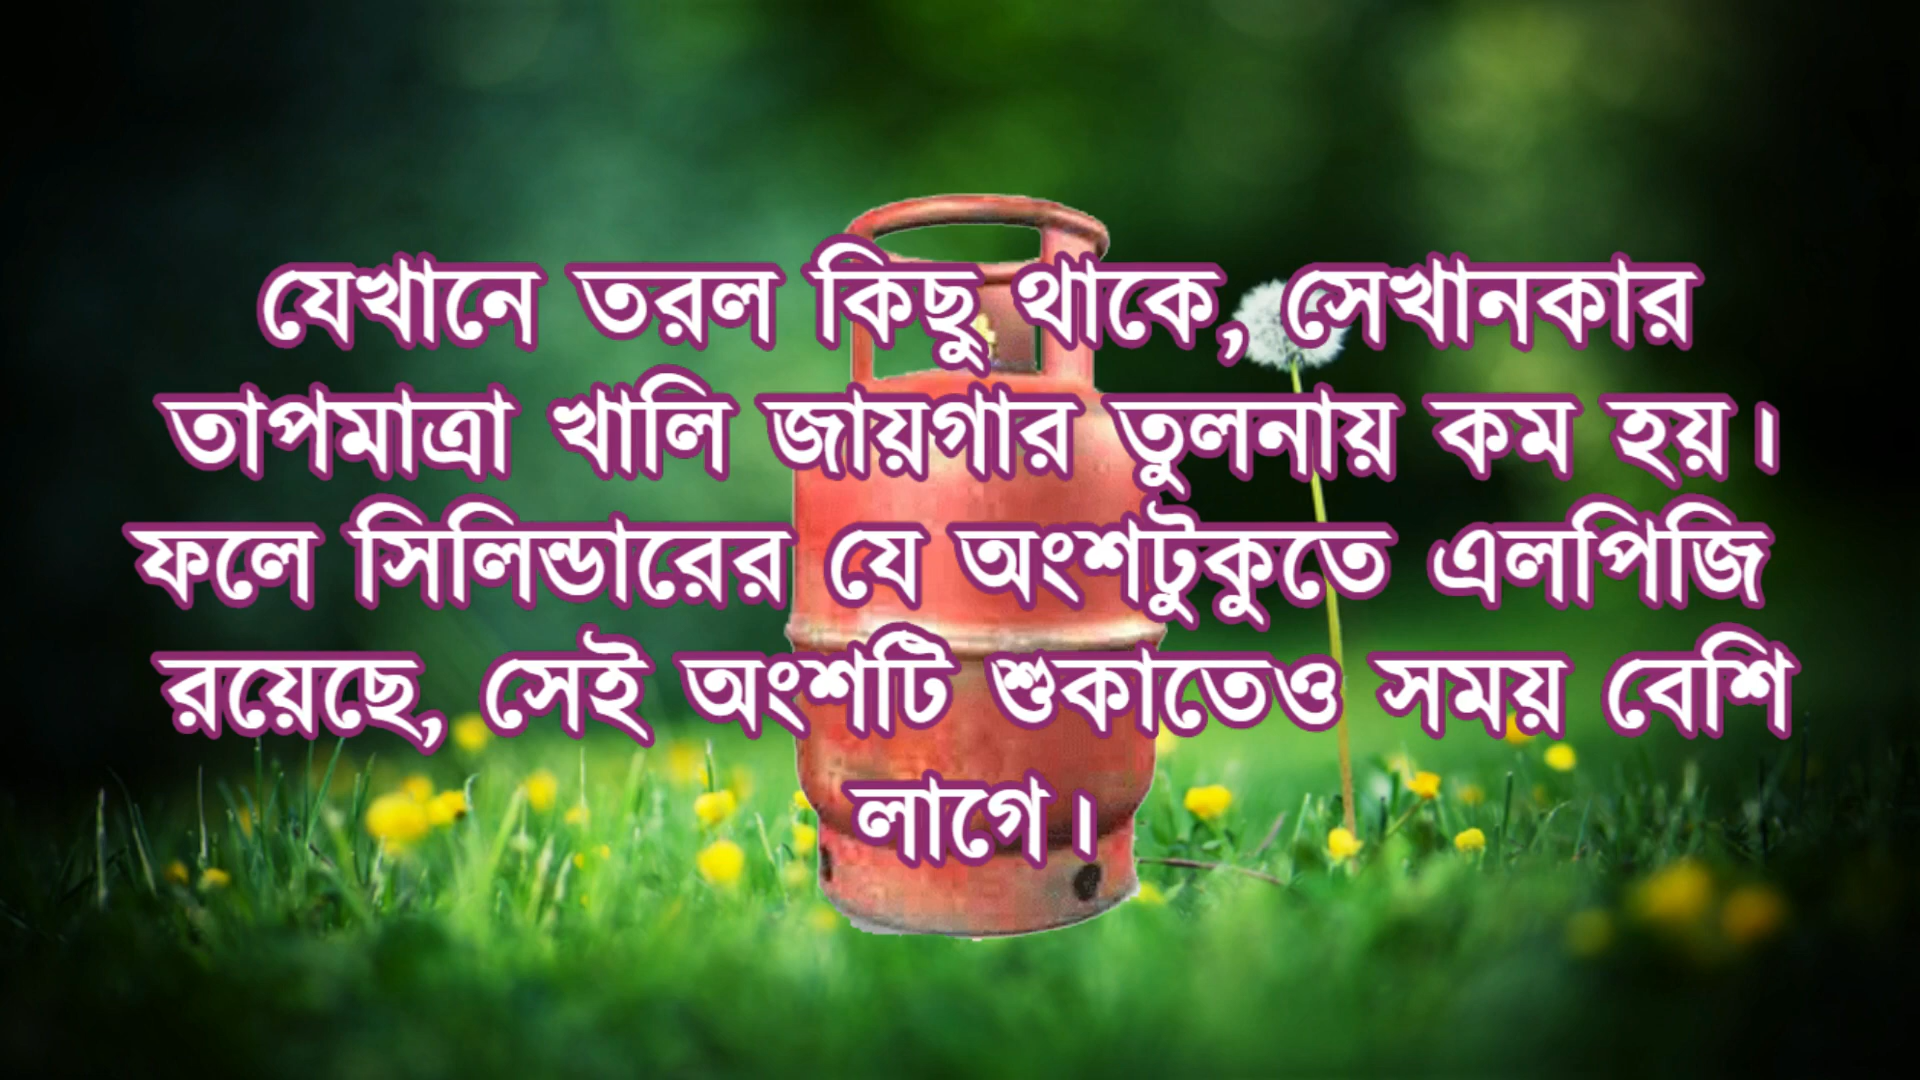 যেখানে তরল কিছু থাকে, সেখানকার
তাপমাত্রা খালি জায়গার তুলনায় কম হয়।
ফলে সিলিন্ডারের যে অংশটুকুতে এলপিজি
রয়েছে, সেই অংশটি শুকাতেও সময় বেশি
লাগে।